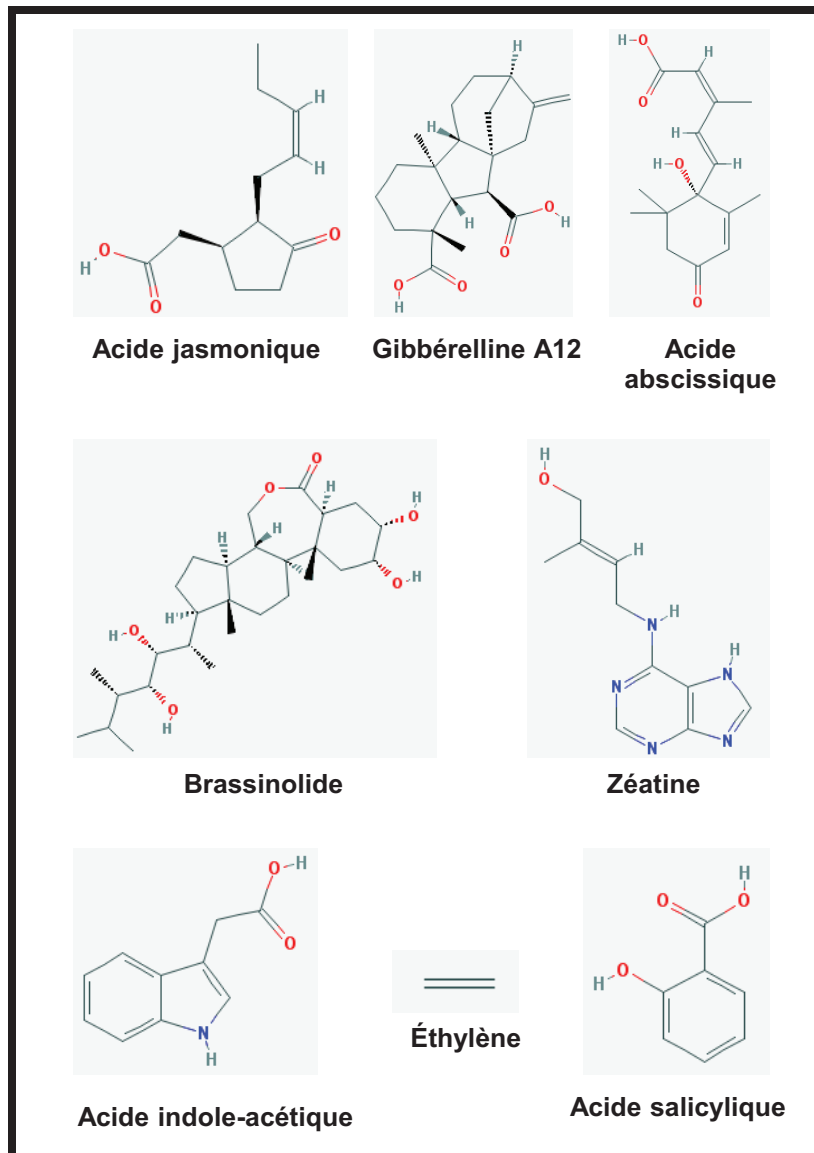 Acide jasmonique
Gibbérelline A12
Acide
abscissique
Brassinolide
Zéatine
Acide indole-acétique
Éthylène
Acide salicylique